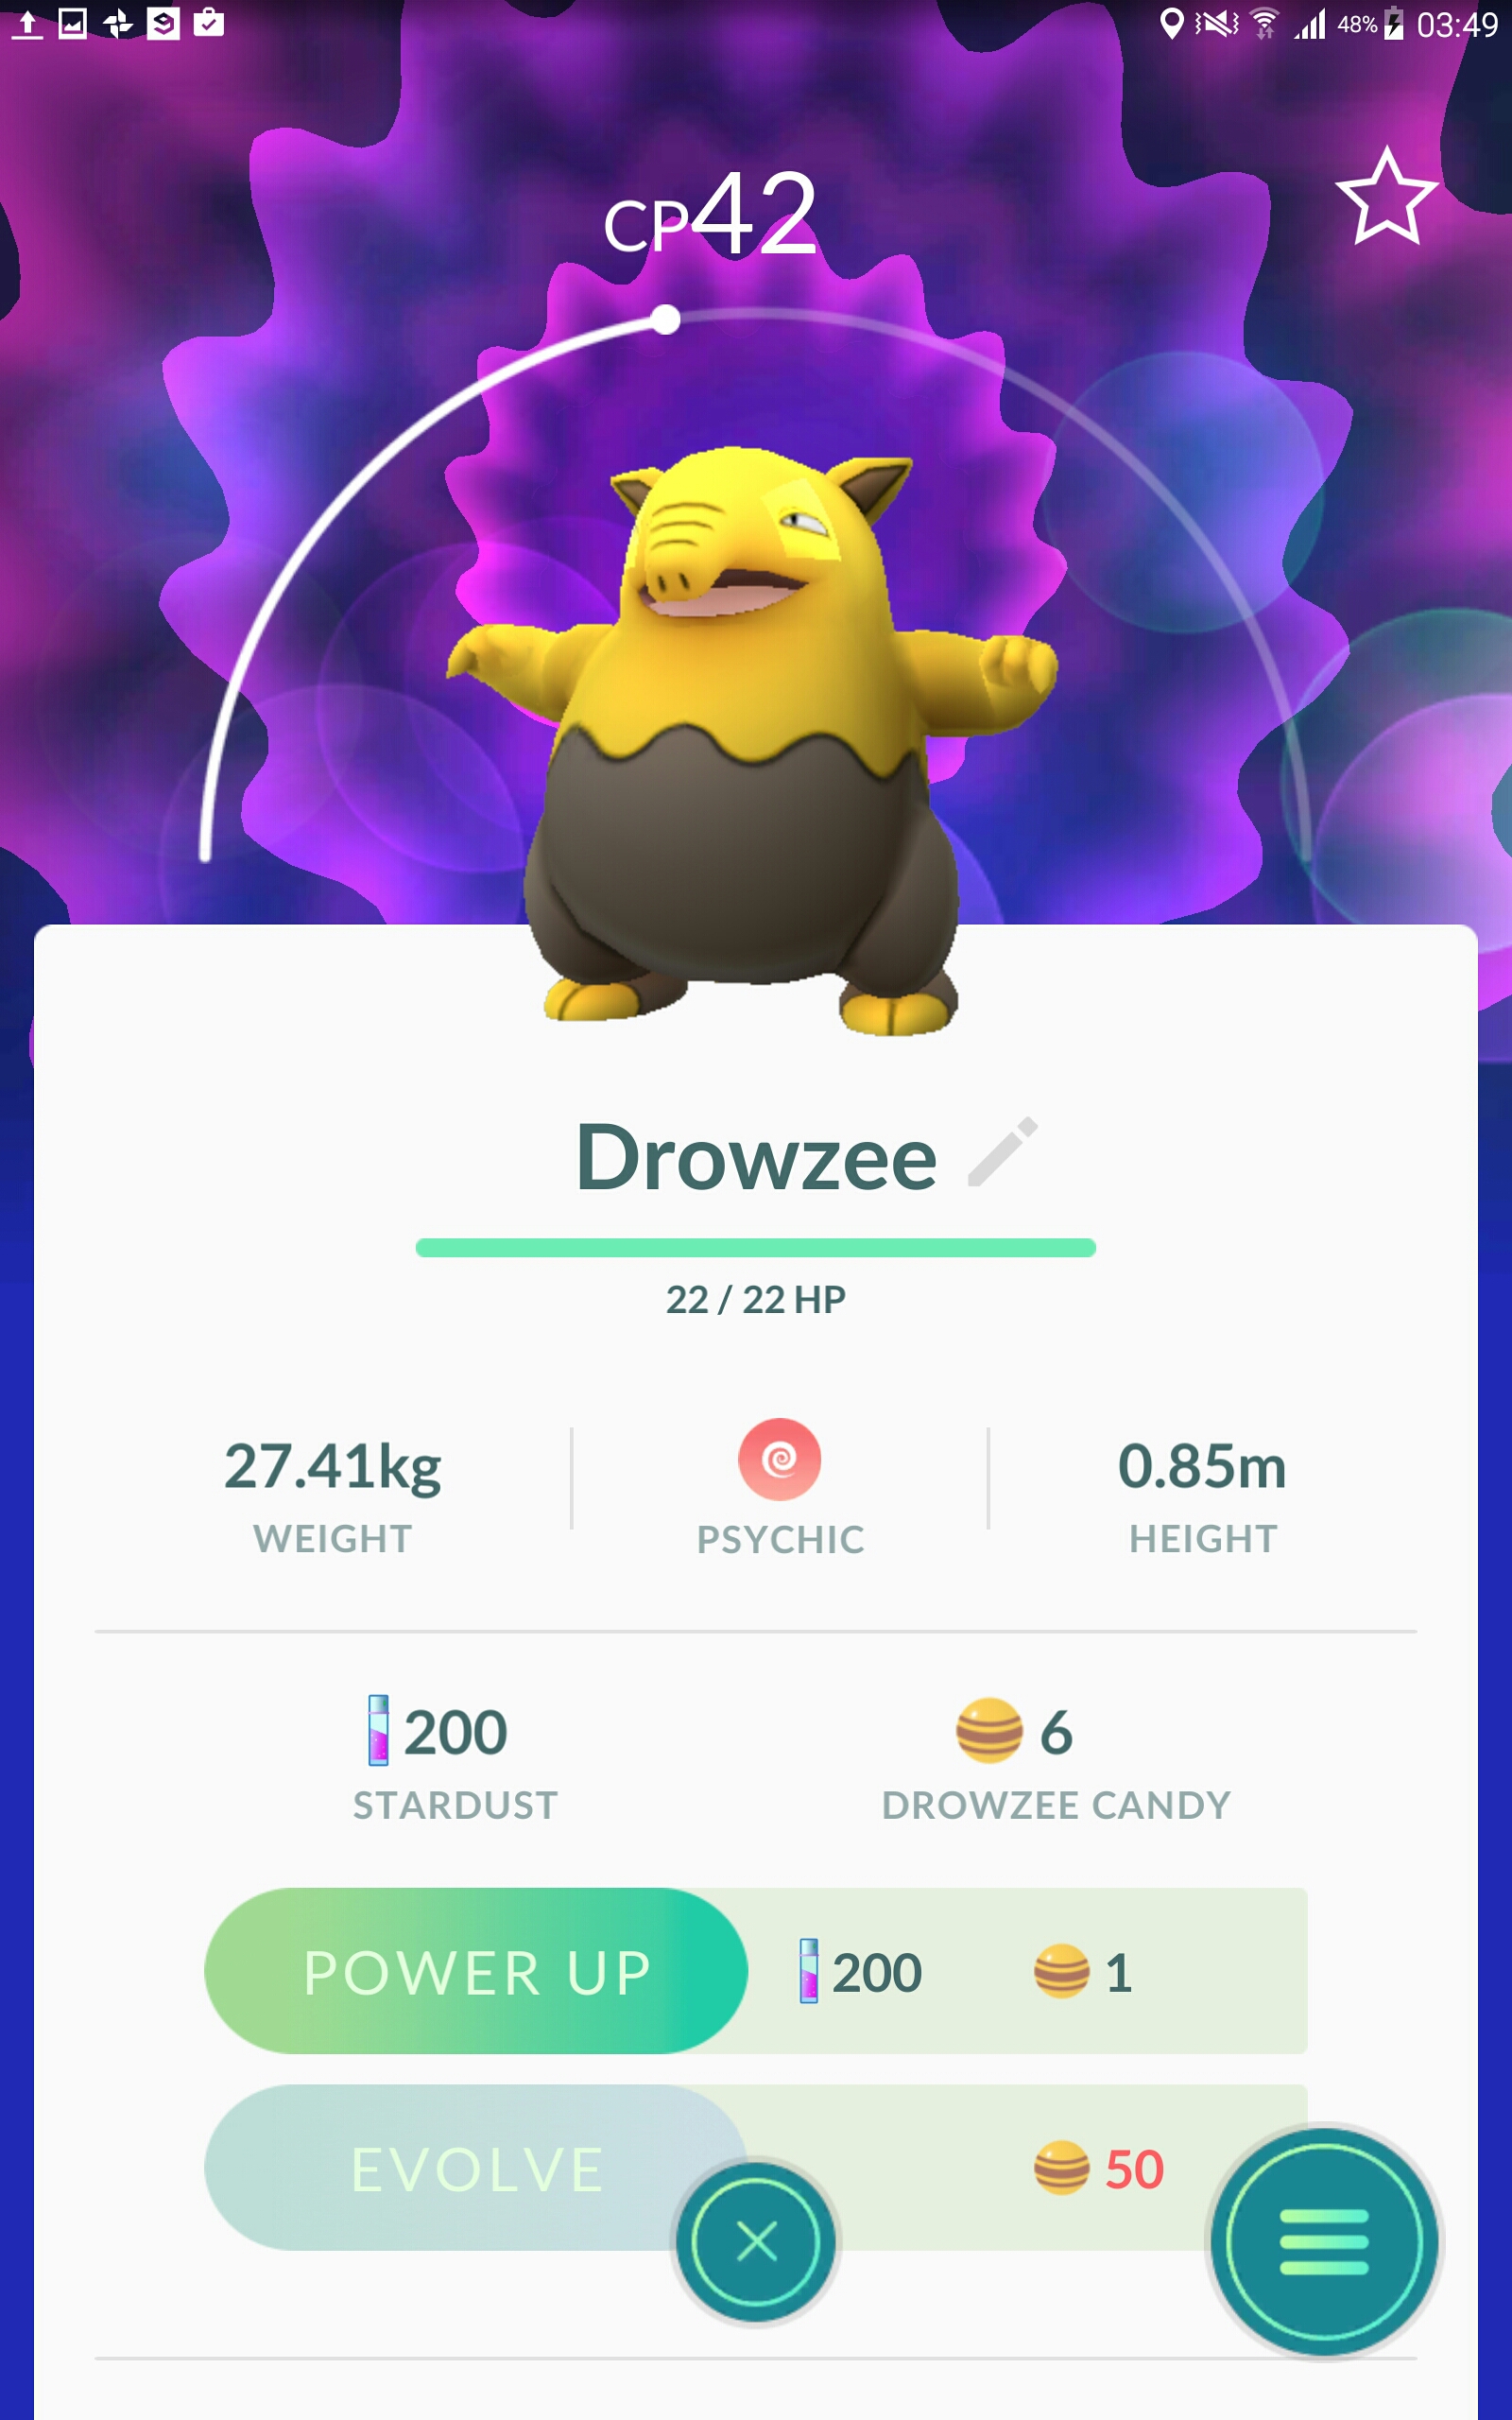 48% 03:49
CP42
Drowzee
22 / 22 HP
27.41kg
WEIGHT
PSYCHIC
0.85m
HEIGHT
200
STARDUST
6
DROWZEE CANDY
POWER UP 200 1
EVOLVE 50